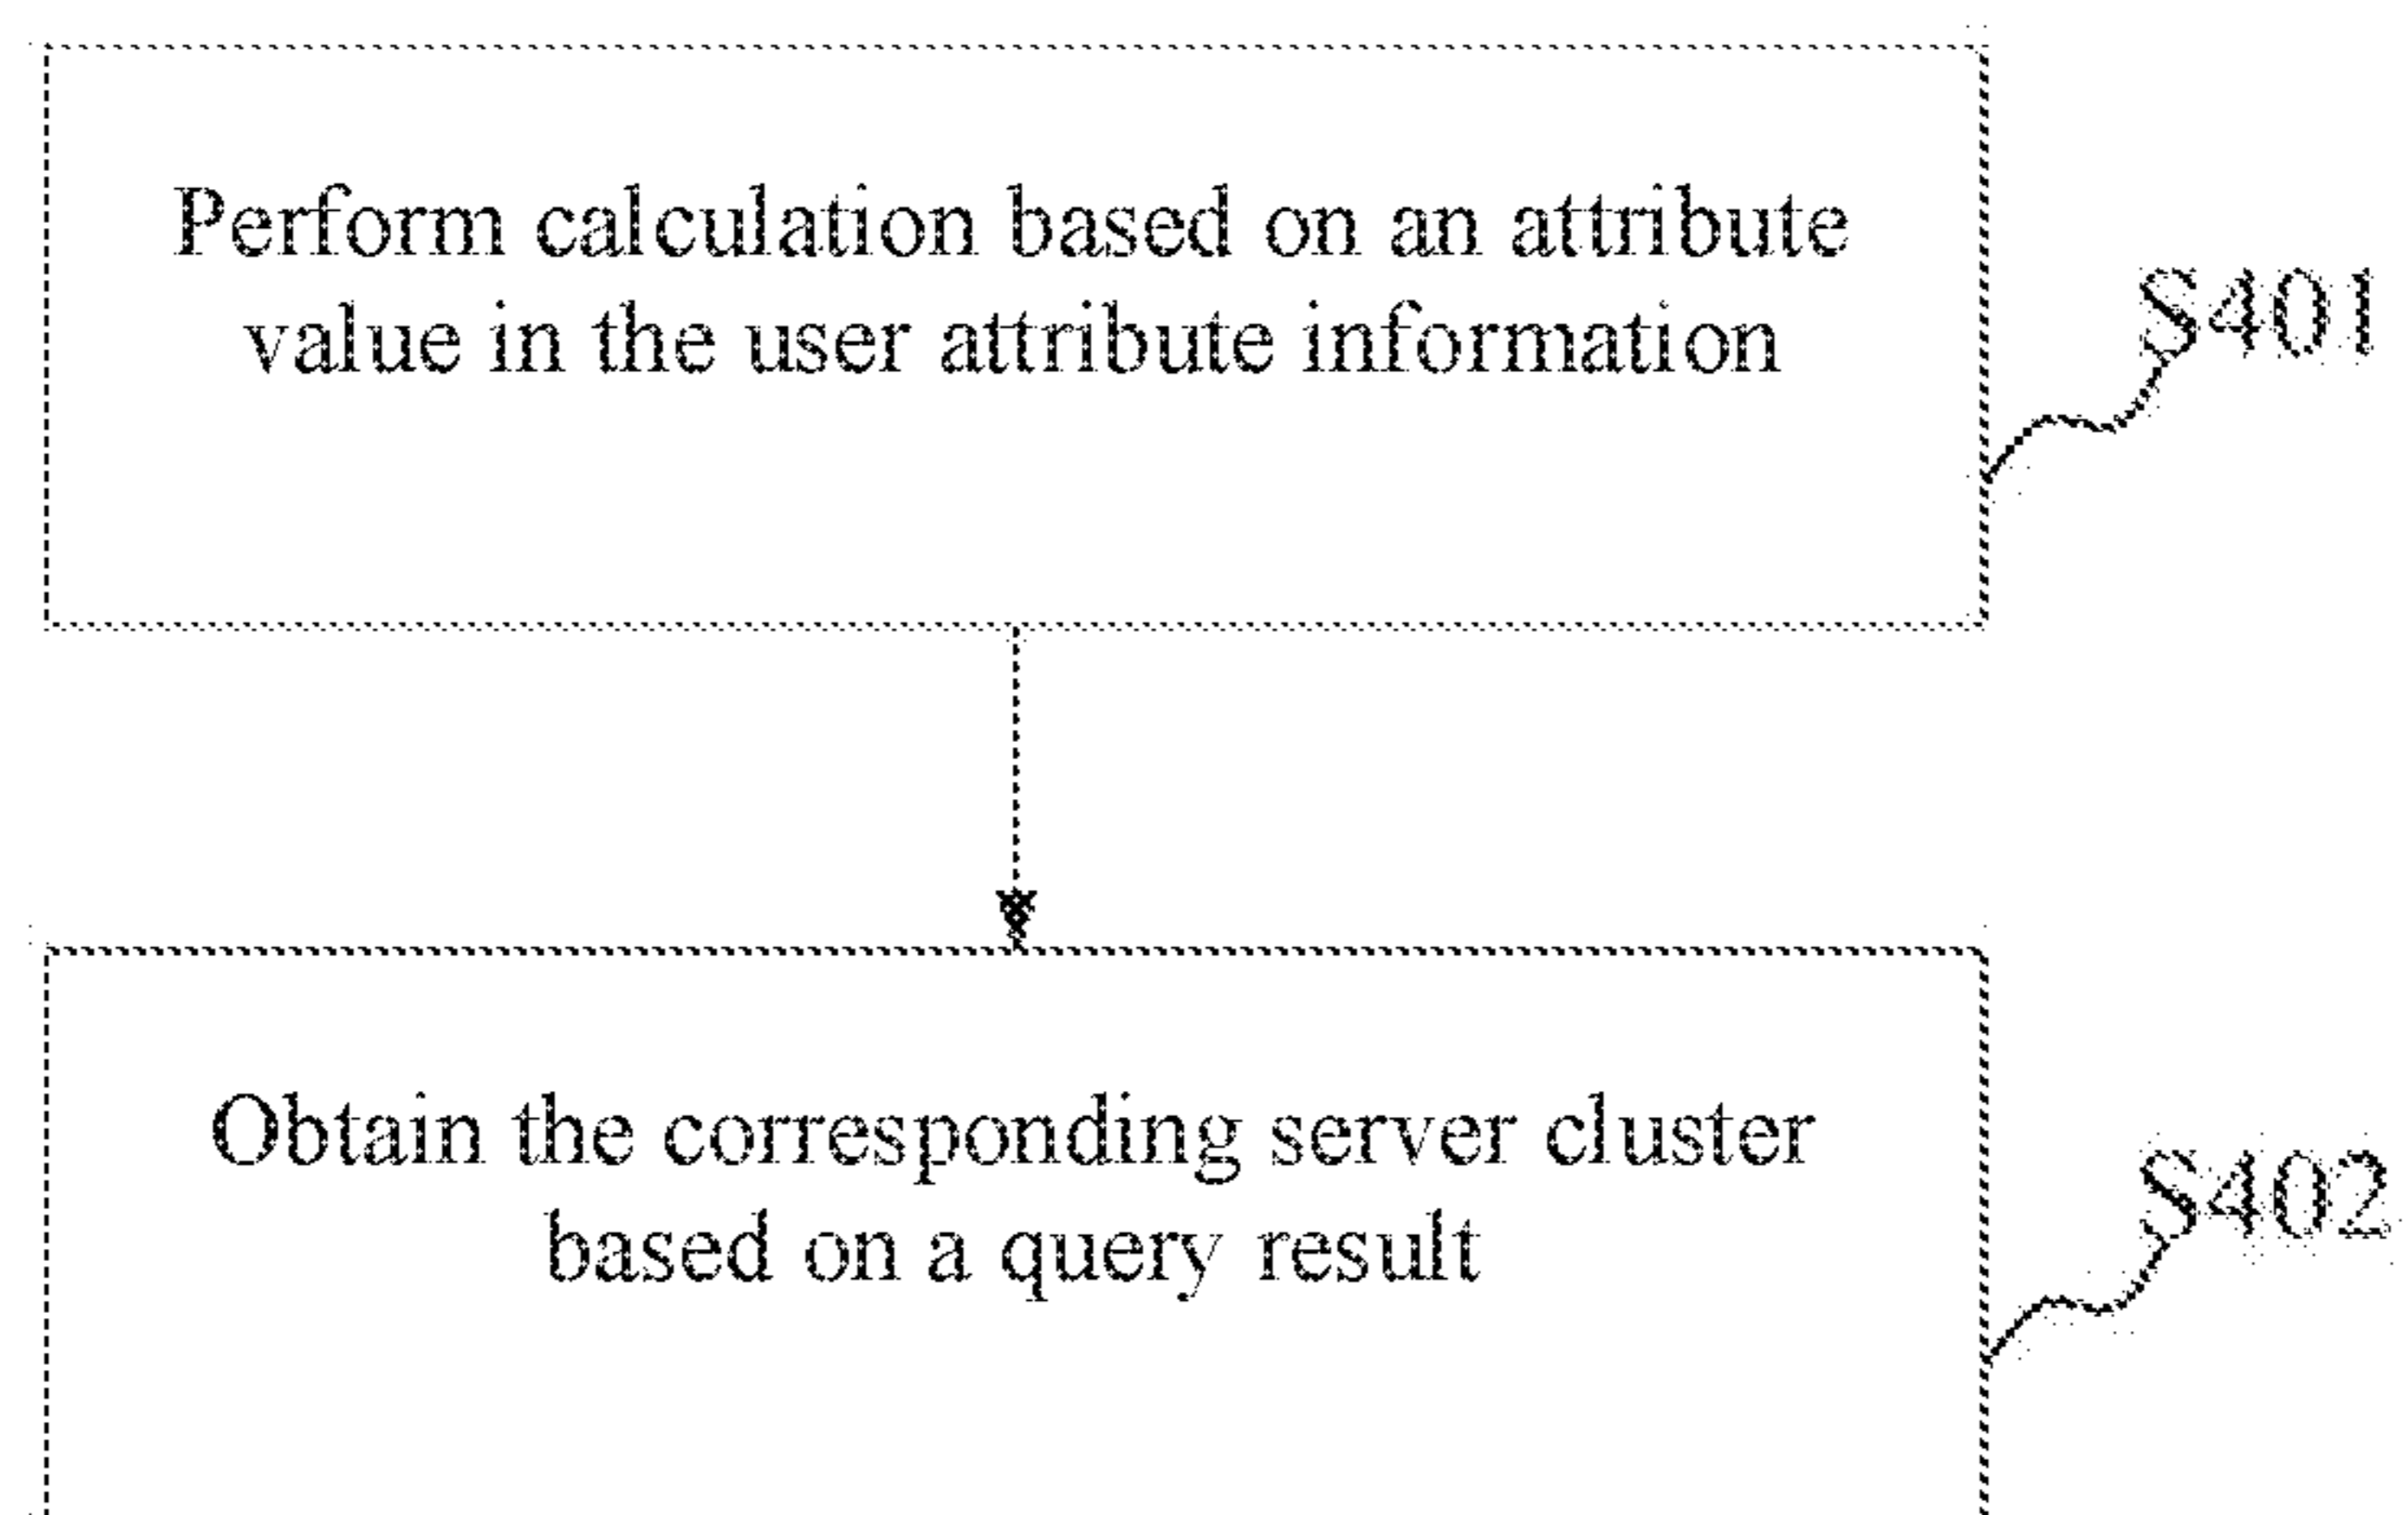 Perform calculation based on an attribute
value in the user attribute information
S401
Obtain the corresponding server cluster
based on a query result
S402